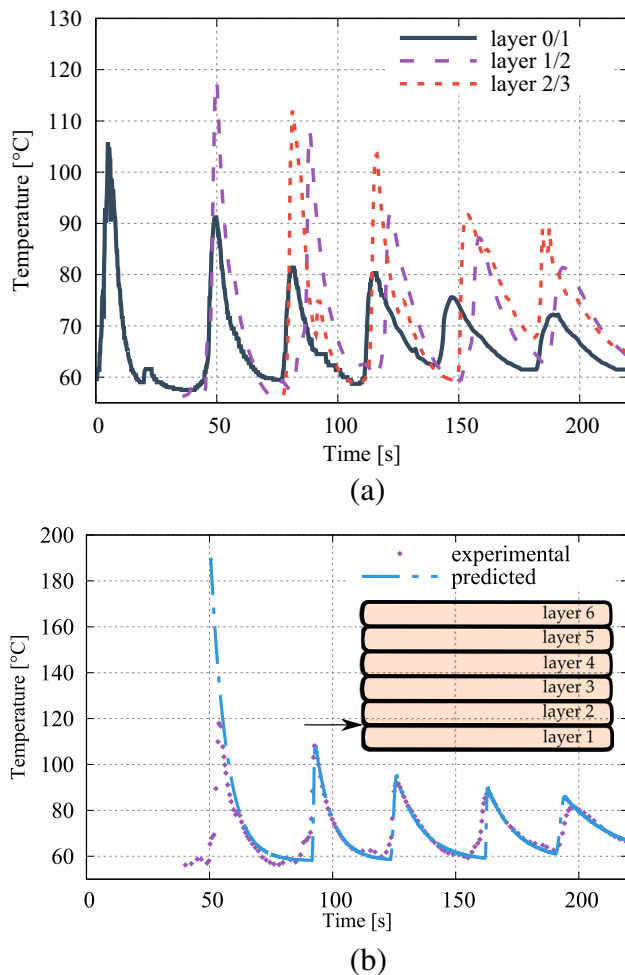 130
120
110
100
90
80
70
60
Temperature [°C]
layer 0/1
layer 1/2
layer 2/3
0
50
100
150
200
Time [s]
(a)
200
180
160
140
120
100
80
60
Temperature [°C]
experimental
predicted
layer 6
layer 5
layer 4
layer 3
layer 2
layer 1
0
50
100
150
200
Time [s]
(b)